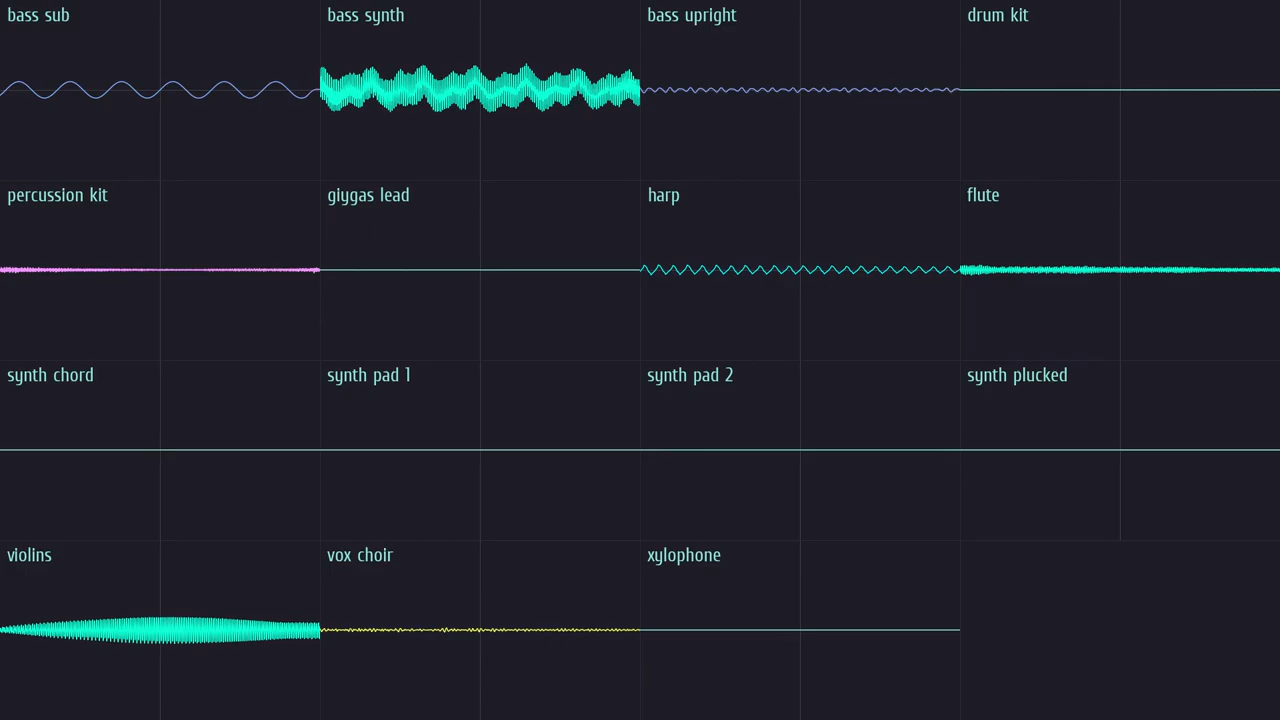 bass sub
bass synth
bass upright
drum kit
percussion kit
giygas lead
harp
flute
synth chord
synth pad 1
synth pad 2
synth plucked
violins
vox choir
xylophone